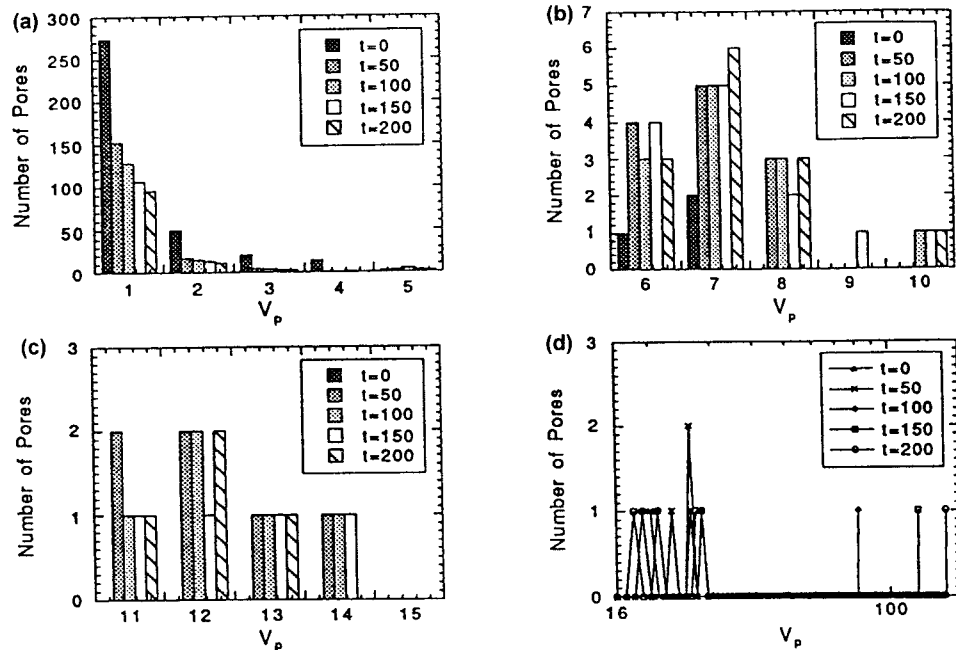 (a)
300
250
200
150
100
50
0
Number of Pores
t=0
t=50
t=100
t=150
t=200
1 2 3 4 5
Vp
(b)
7
6
5
4
3
2
1
0
Number of Pores
t=0
t=50
t=100
t=150
t=200
6 7 8 9 10
Vp
(c)
3
2
1
0
Number of Pores
t=0
t=50
t=100
t=150
t=200
11 12 13 14 15
Vp
(d)
3
2
1
0
Number of Pores
t=0
t=50
t=100
t=150
t=200
16 100
Vp